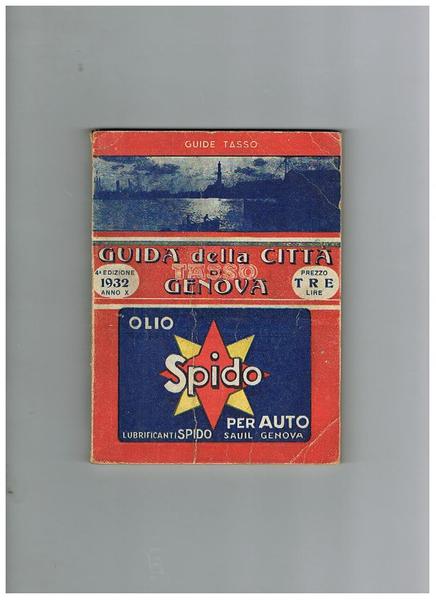 GUIDE TASSO
GUIDA della CITTÀ
TASSO
DI
GENOVA
4ª EDIZIONE
1932
ANNO X
PREZZO
TRE
LIRE
OLIO
Spido
PER AUTO
LUBRIFICANTI SPIDO SAUIL GENOVA